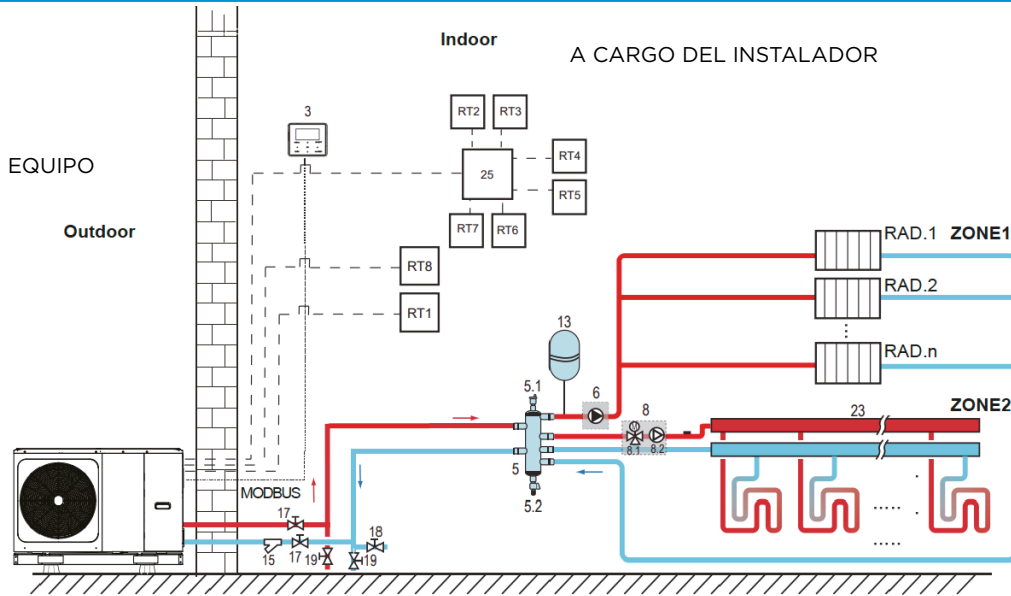 Indoor
A CARGO DEL INSTALADOR
3
RT2
RT3
EQUIPO
RT4
25
RT5
RT7
RT6
Outdoor
RAD.1 ZONE1
RT8
RAD.2
RT1
13
RAD.n
5.1
6
8
23
ZONE2
M
8.1
8.2
5
MODBUS
5.2
17
18
15
17
19
19